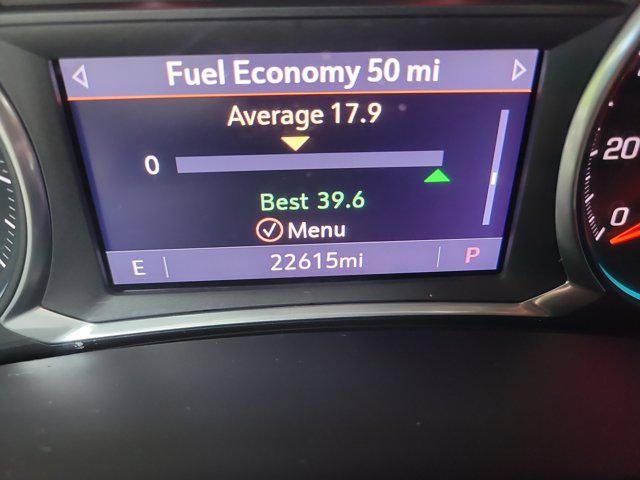 Fuel Economy 50 mi
Average 17.9
0
Best 39.6
Menu
E 22615mi P
20
0